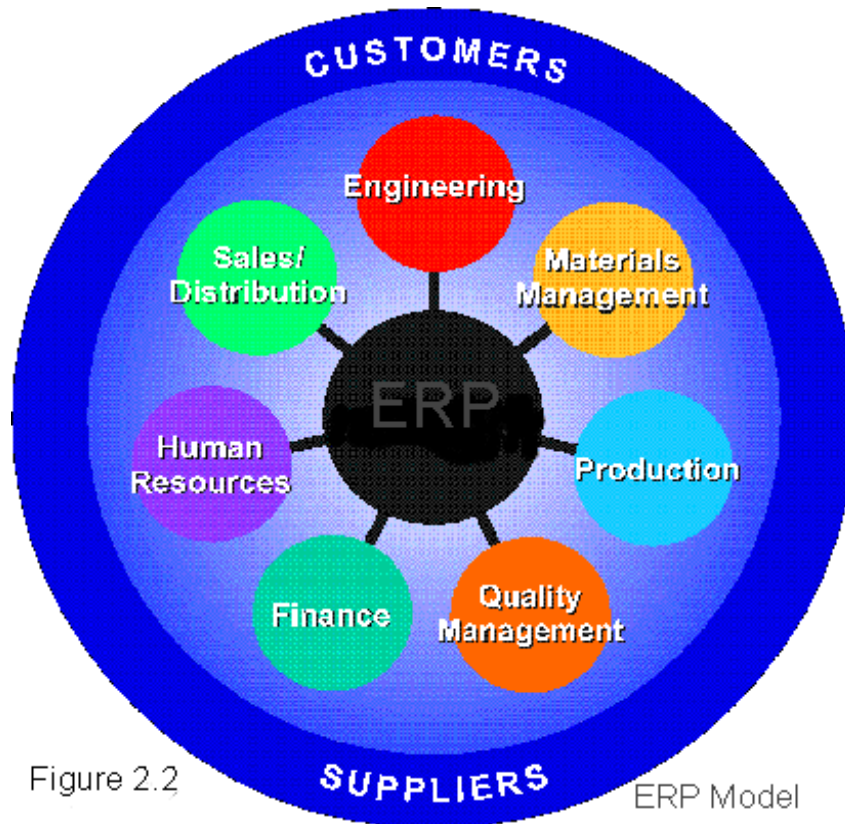 CUSTOMERS
Engineering
Sales/
Distribution
Materials
Management
ERP
Human
Resources
Production
Finance
Quality
Management
SUPPLIERS
Figure 2.2
ERP Model